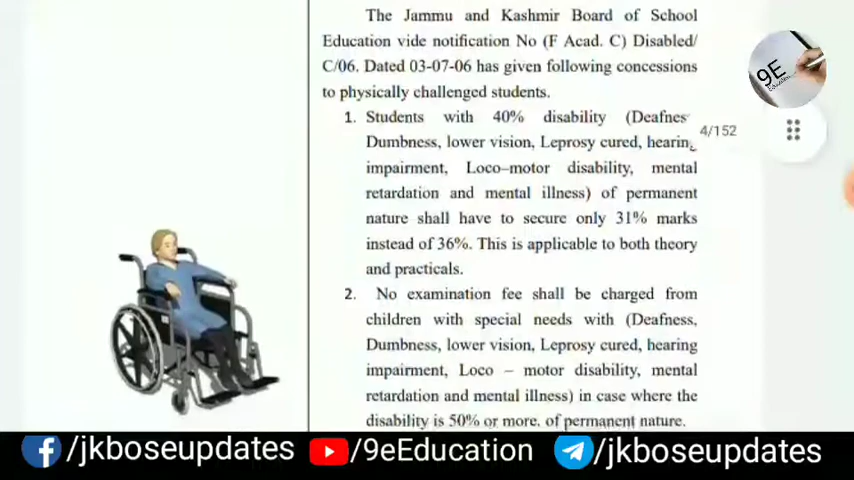 The Jammu and Kashmir Board of School
Education vide notification No (F Acad. C) Disabled/
C/06. Dated 03-07-06 has given following concessions
to physically challenged students.
1. Students with 40% disability (Deafnes
Dumbness, lower vision, Leprosy cured, hearing
impairment, Loco–motor disability, mental
retardation and mental illness) of permanent
nature shall have to secure only 31% marks
instead of 36%. This is applicable to both theory
and practicals.
2. No examination fee shall be charged from
children with special needs with (Deafness,
Dumbness, lower vision, Leprosy cured, hearing
impairment, Loco – motor disability, mental
retardation and mental illness) in case where the
disability is 50% or more. of permanent nature.
9E
4/152
/jkboseupdates
/9eEducation
/jkboseupdates